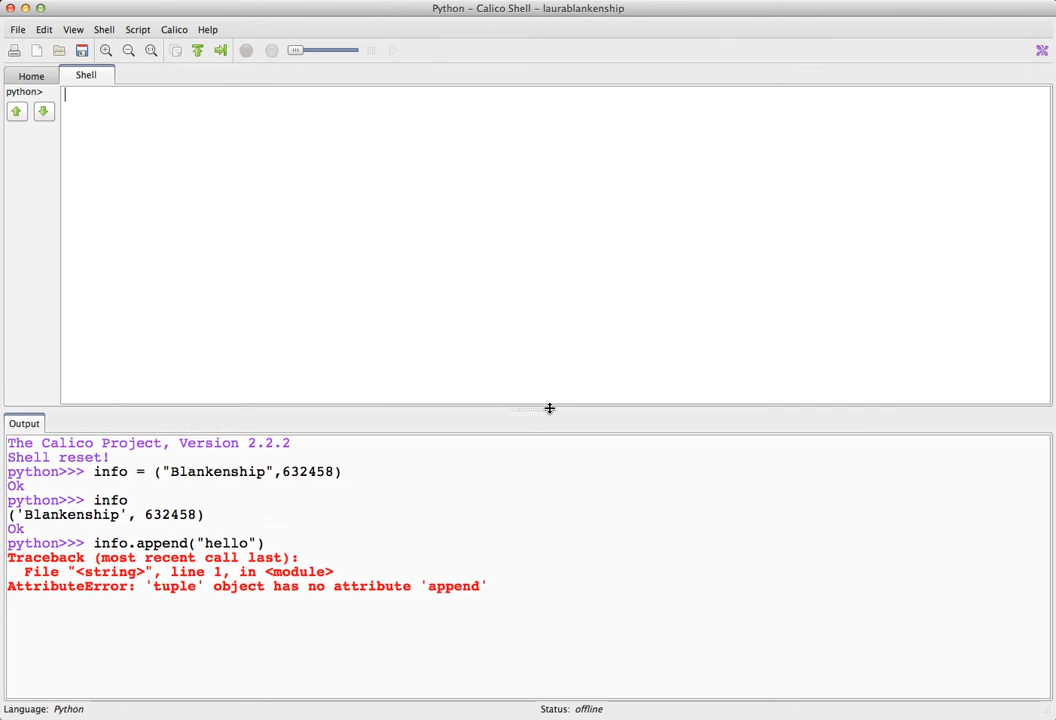 Python – Calico Shell – laurablankenship
File Edit View Shell Script Calico Help
Home Shell
python>
Output
The Calico Project, Version 2.2.2
Shell reset!
python>>> info = ("Blankenship",632458)
Ok
python>>> info
('Blankenship', 632458)
Ok
python>>> info.append("hello")
Traceback (most recent call last):
  File "<string>", line 1, in <module>
AttributeError: 'tuple' object has no attribute 'append'
Language: Python Status: offline